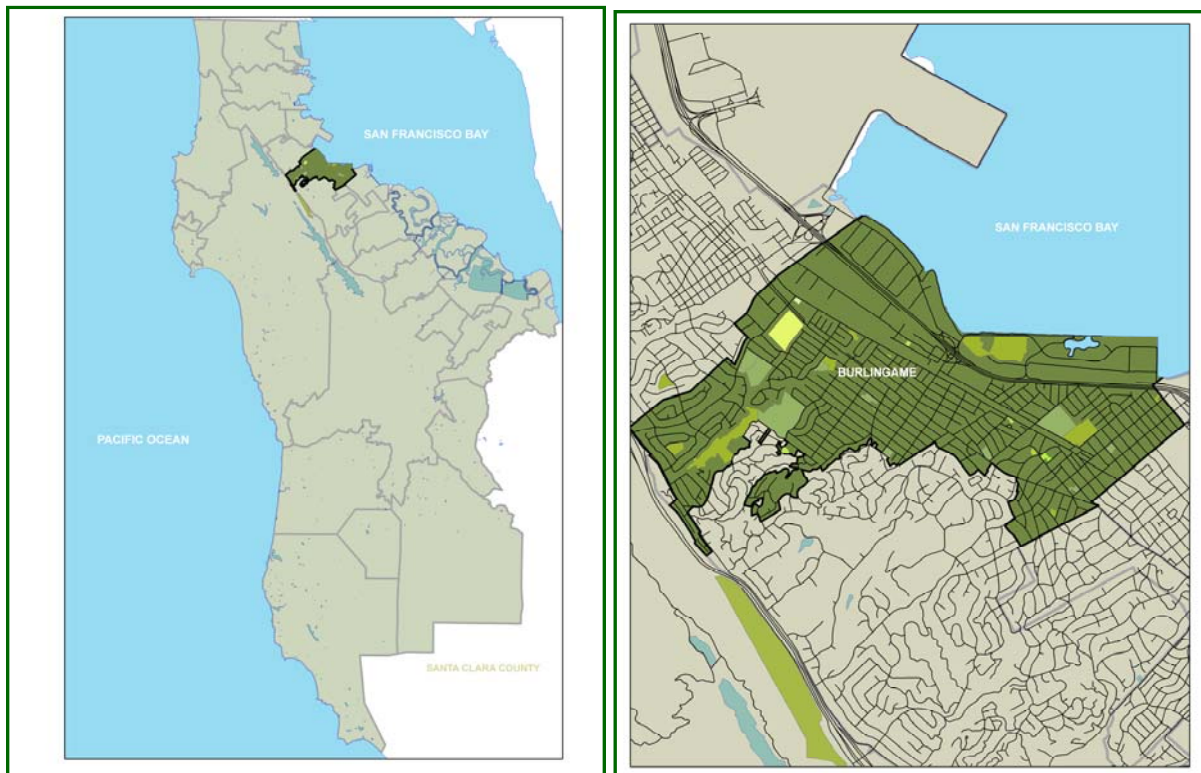 SAN FRANCISCO BAY
PACIFIC OCEAN
SANTA CLARA COUNTY
SAN FRANCISCO BAY
BURLINGAME